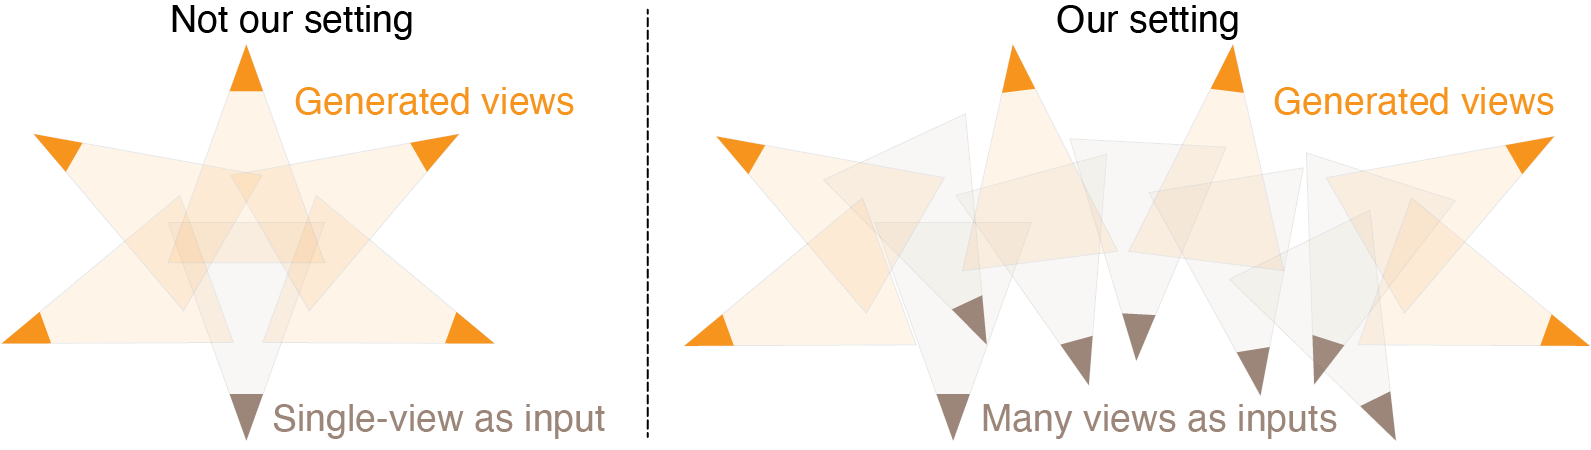 Not our setting
Generated views
Single-view as input
Our setting
Generated views
Many views as inputs